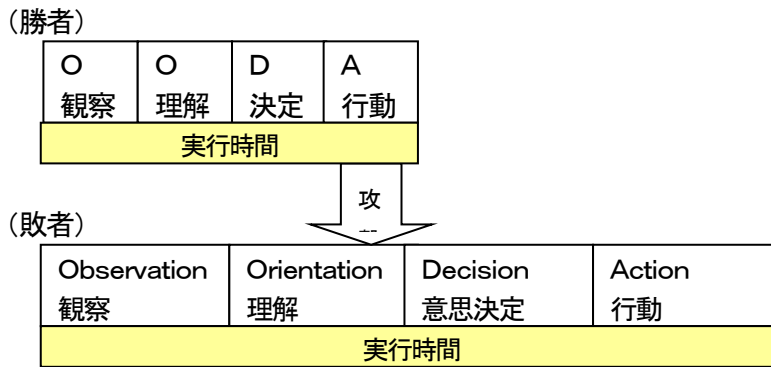 （勝者）
O O D A
観察 理解 決定 行動
実行時間
攻
（敗者）
Observation Orientation Decision Action
観察 理解 意思決定 行動
実行時間